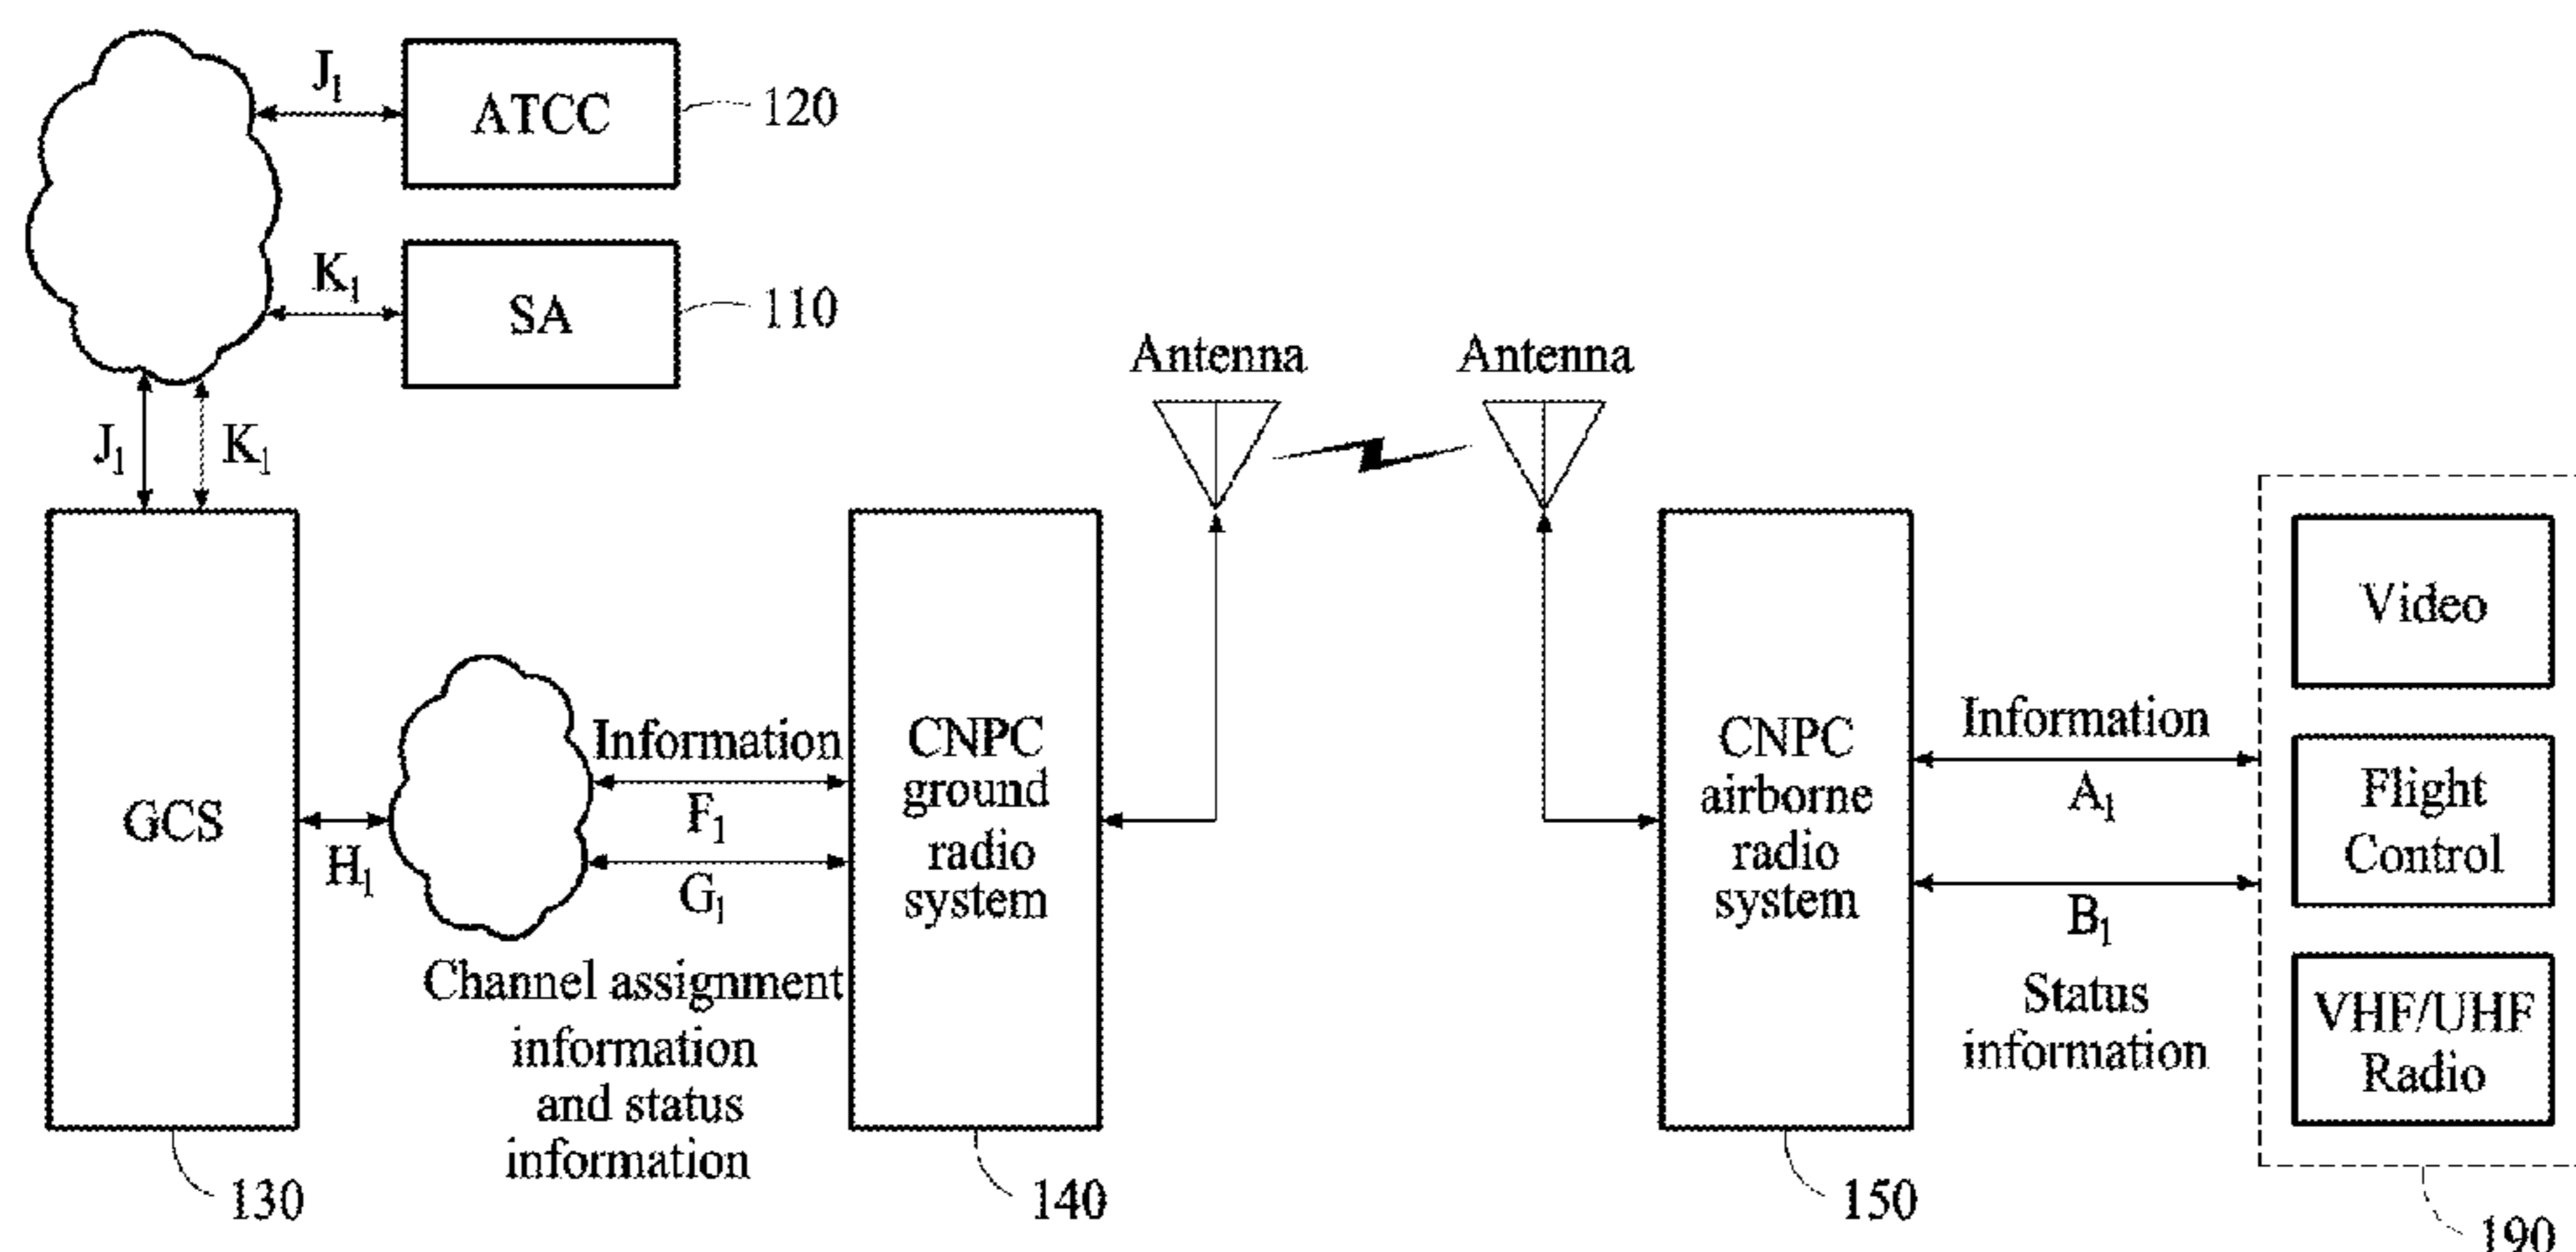 J₁
ATCC
120
K₁
SA
110
Antenna
Antenna
J₁
K₁
GCS
H₁
Information
F₁
G₁
Channel assignment
information
and status
information
CNPC
ground
radio
system
CNPC
airborne
radio
system
Information
A₁
B₁
Status
information
Video
Flight
Control
VHF/UHF
Radio
130
140
150
190